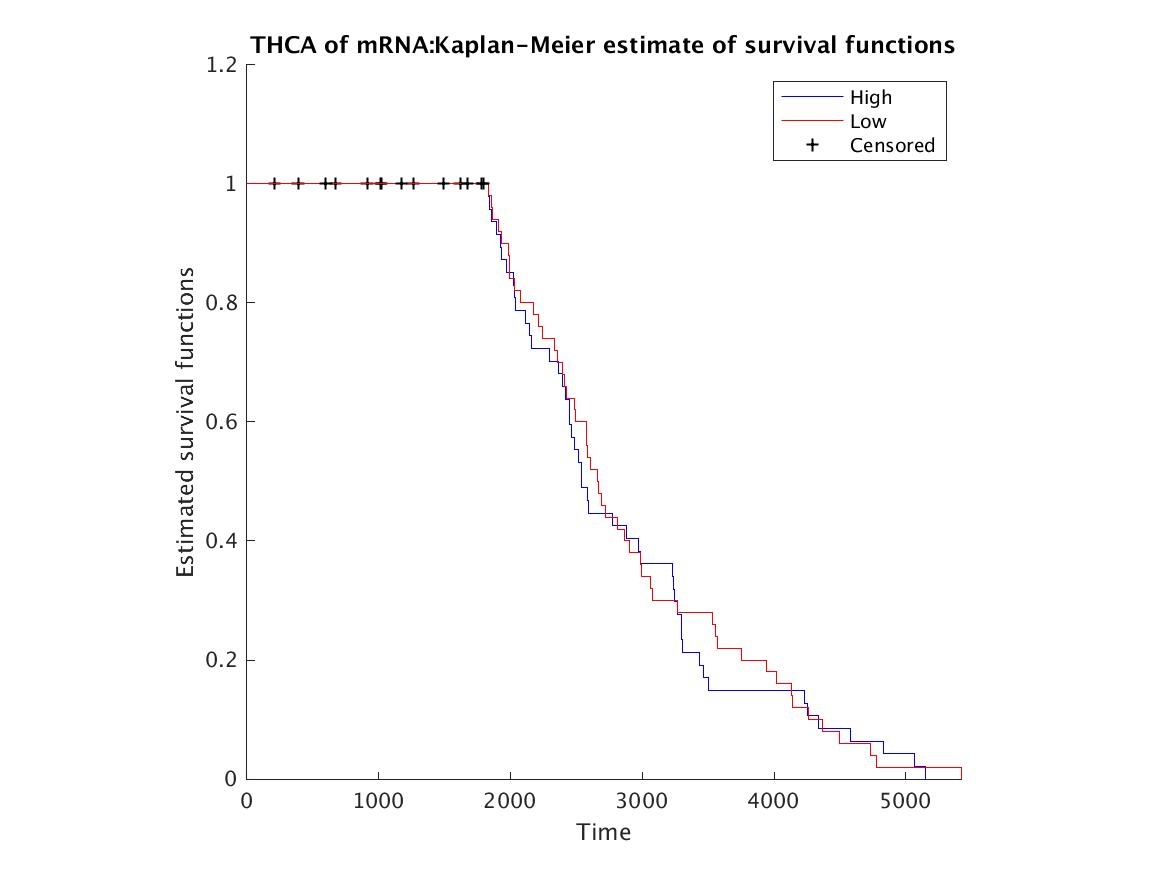 THCA of mRNA:Kaplan-Meier estimate of survival functions
1.2
1
0.8
0.6
0.4
0.2
0
Estimated survival functions
High
Low
Censored
0 1000 2000 3000 4000 5000
Time